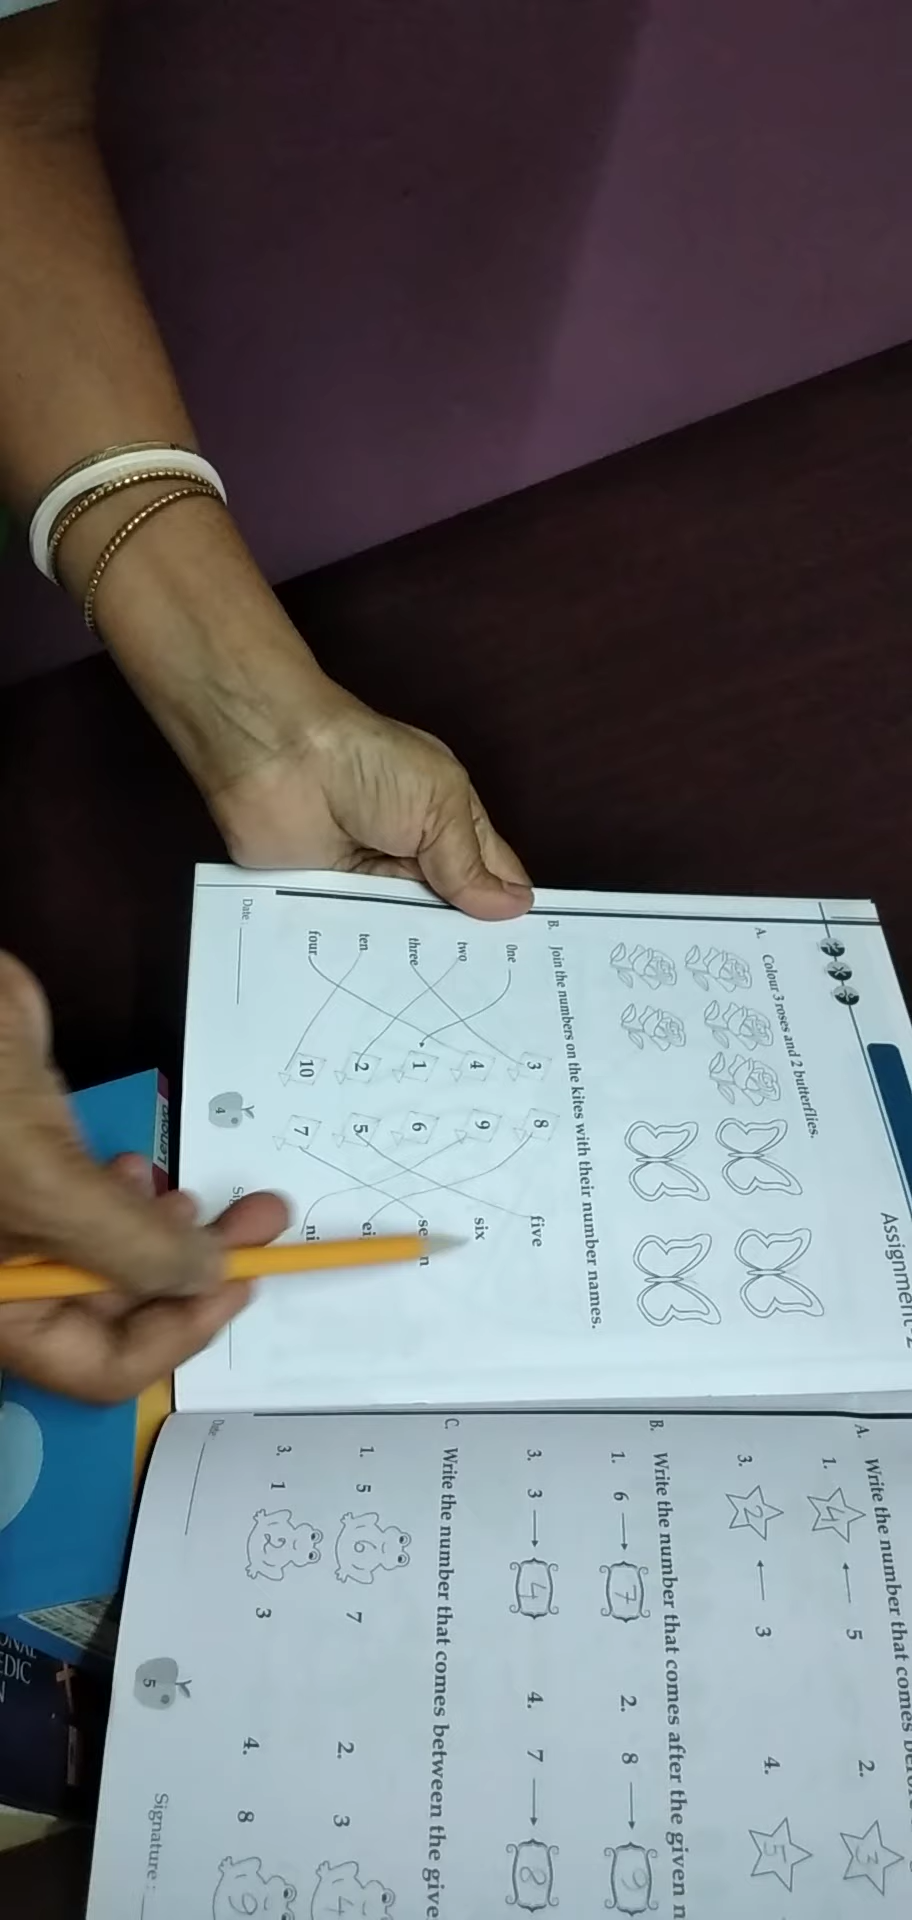 Assignment-2
A. Colour 3 roses and 2 butterflies.
B. Join the numbers on the kites with their number names.
One 3 8 five
two 4 9 six
three 1 6
ten 2 5
four 10 7
Date:
4
A. Write the number that comes
1. 4 ← 5 2. 3
3. 2 ← 3 4. 5
B. Write the number that comes after the given
1. 6 → 7 2. 8 → 9
3. 3 → 4 4. 7 → 8
C. Write the number that comes between the
1. 5 6 7 2. 3 4
3. 1 2 3 4. 8 9
Date:
5
Signature :
lenovo